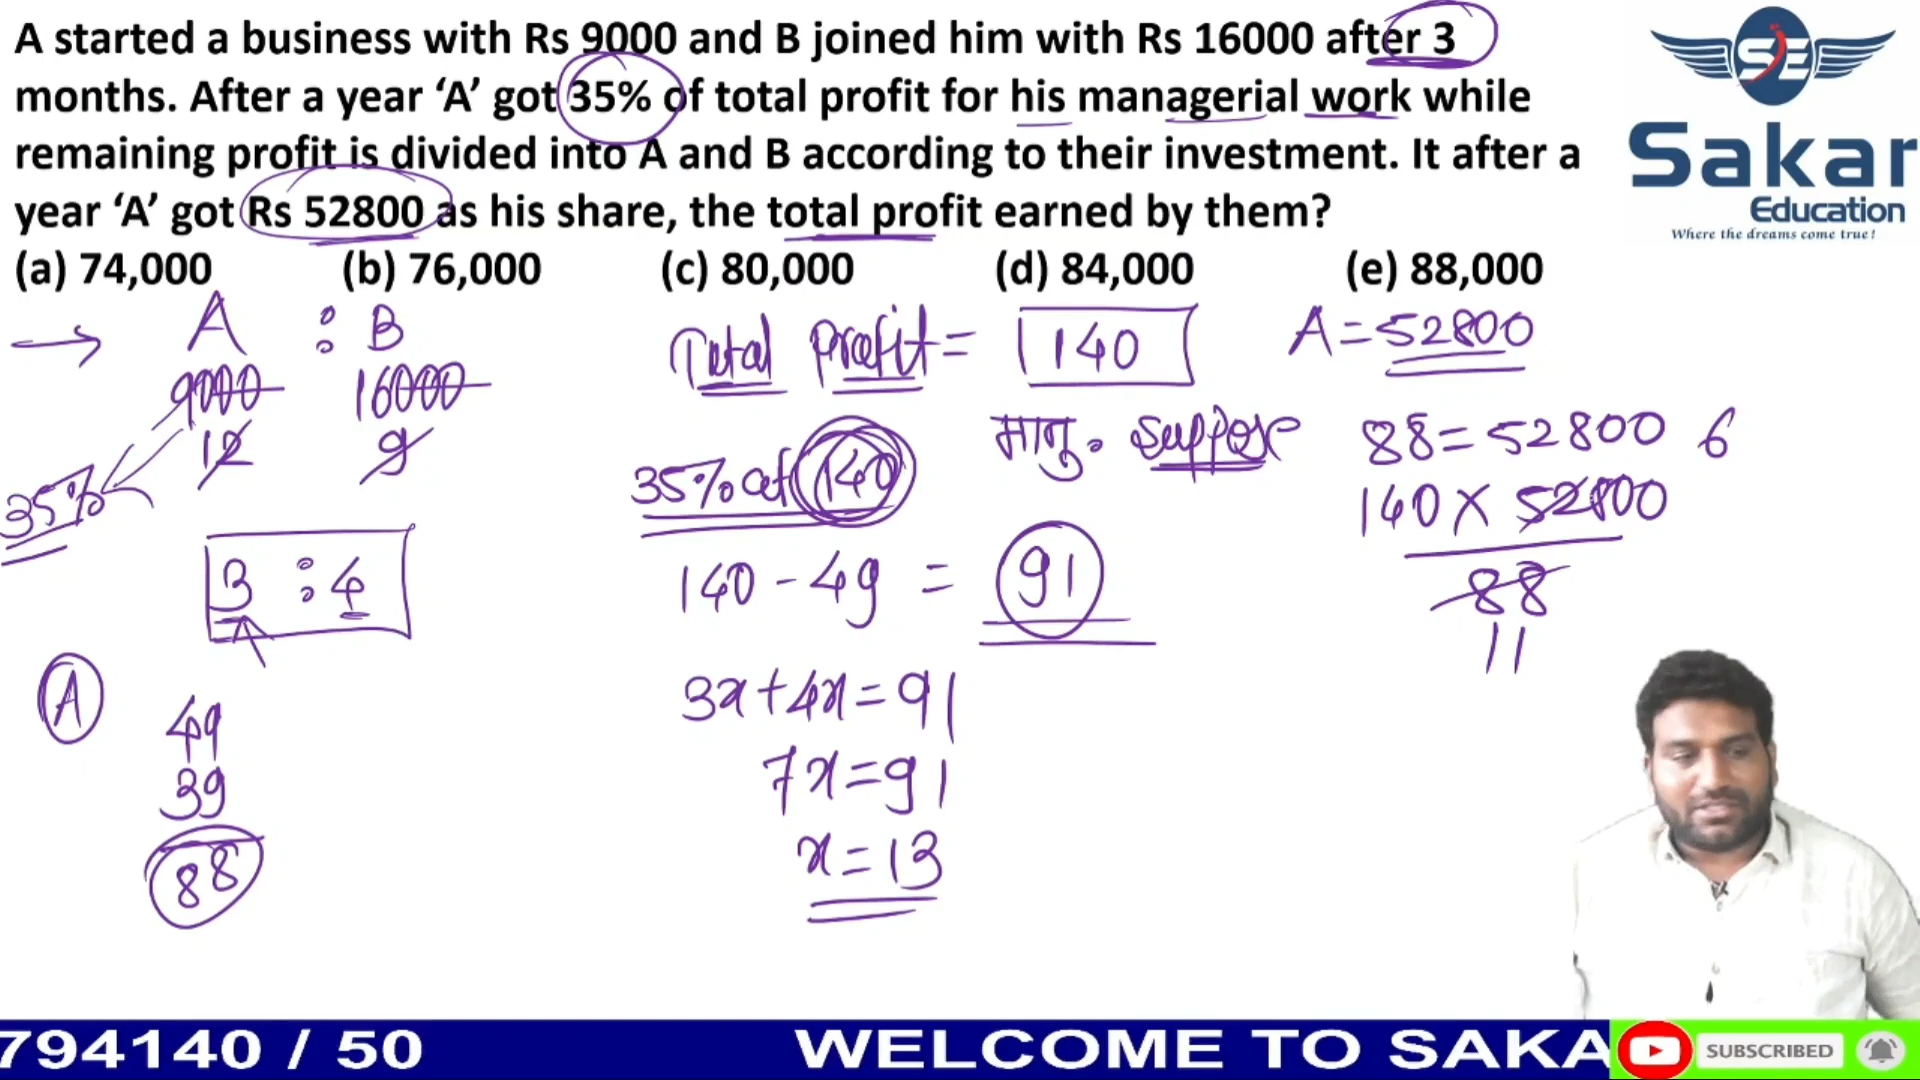 A started a business with Rs 9000 and B joined him with Rs 16000 after 3
months. After a year ‘A’ got 35% of total profit for his managerial work while
remaining profit is divided into A and B according to their investment. It after a
year ‘A’ got Rs 52800 as his share, the total profit earned by them?
(a) 74,000 (b) 76,000 (c) 80,000 (d) 84,000 (e) 88,000
SE
Sakar
Education
Where the dreams come true!
A : B
9000 16000
12 9
35%
3 : 4
A
49
39
88
Total Profit = 140
35% of 140
मानु. Suppose
140 - 49 = 91
3x+4x=91
7x=91
x=13
A=52800
88=52800 6
140 X 52800
88
11
794140 / 50 WELCOME TO SAKA
SUBSCRIBED